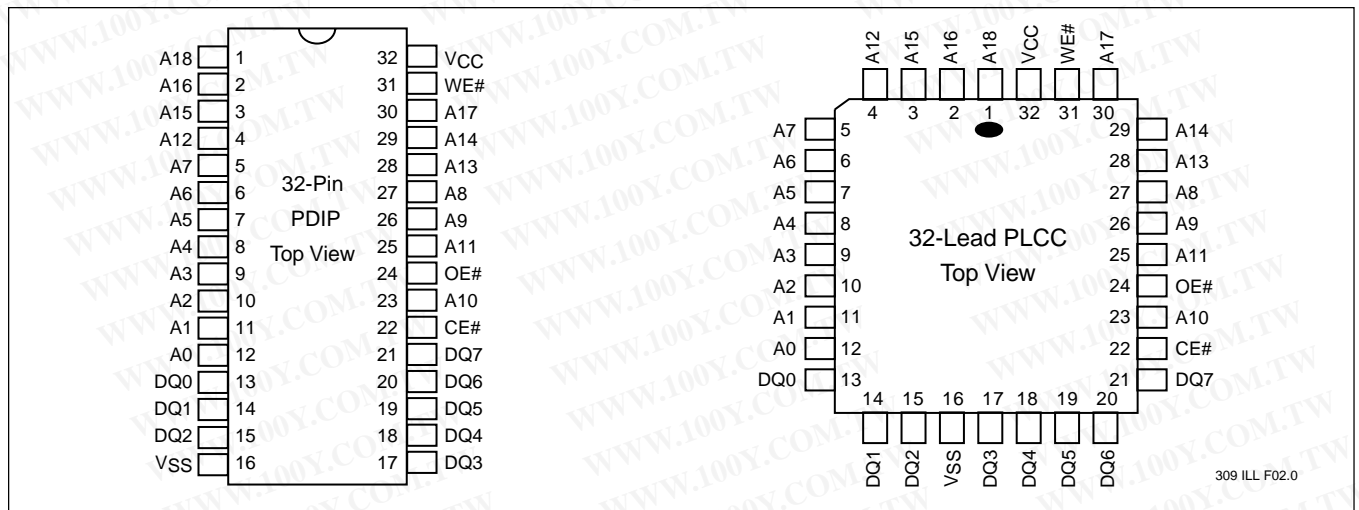 A18 1 32 VCC
A16 2 31 WE#
A15 3 30 A17
A12 4 29 A14
A7 5 28 A13
A6 6 27 A8
A5 7 26 A9
A4 8 25 A11
A3 9 24 OE#
A2 10 23 A10
A1 11 22 CE#
A0 12 21 DQ7
DQ0 13 20 DQ6
DQ1 14 19 DQ5
DQ2 15 18 DQ4
VSS 16 17 DQ3
32-Pin
PDIP
Top View
A12 A15 A16 A18 VCC WE# A17
4 3 2 1 32 31 30
A7 5 29 A14
A6 6 28 A13
A5 7 27 A8
A4 8 26 A9
A3 9 25 A11
A2 10 24 OE#
A1 11 23 A10
A0 12 22 CE#
DQ0 13 21 DQ7
32-Lead PLCC
Top View
14 15 16 17 18 19 20
DQ1 DQ2 VSS DQ3 DQ4 DQ5 DQ6
309 ILL F02.0
WWW.100Y.COM.TW